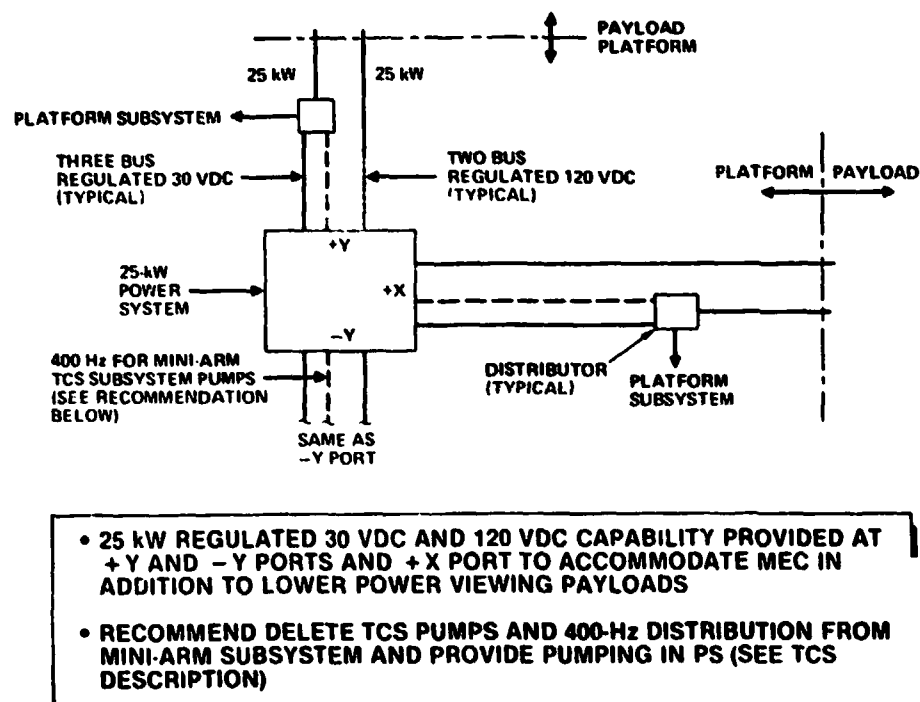 PAYLOAD
PLATFORM
25 kW
25 kW
PLATFORM SUBSYSTEM
THREE BUS
REGULATED 30 VDC
(TYPICAL)
TWO BUS
REGULATED 120 VDC
(TYPICAL)
PLATFORM
PAYLOAD
+Y
25-kW
POWER
SYSTEM
+X
-Y
400 Hz FOR MINI-ARM
TCS SUBSYSTEM PUMPS
(SEE RECOMMENDATION
BELOW)
DISTRIBUTOR
(TYPICAL)
PLATFORM
SUBSYSTEM
SAME AS
-Y PORT
• 25 kW REGULATED 30 VDC AND 120 VDC CAPABILITY PROVIDED AT
+Y AND -Y PORTS AND +X PORT TO ACCOMMODATE MEC IN
ADDITION TO LOWER POWER VIEWING PAYLOADS
• RECOMMEND DELETE TCS PUMPS AND 400-Hz DISTRIBUTION FROM
MINI-ARM SUBSYSTEM AND PROVIDE PUMPING IN PS (SEE TCS
DESCRIPTION)